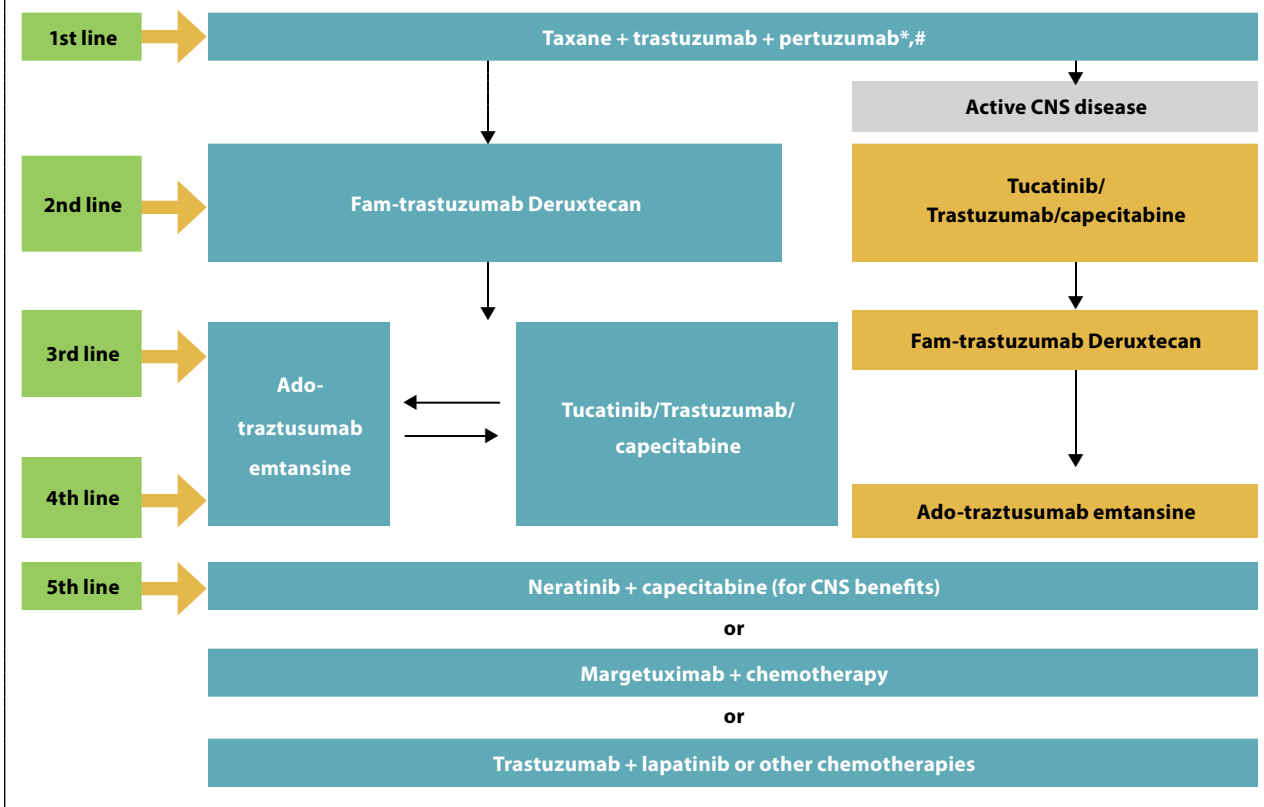 1st line
Taxane + trastuzumab + pertuzumab*,#
Active CNS disease
2nd line
Fam-trastuzumab Deruxtecan
Tucatinib/
Trastuzumab/capecitabine
3rd line
Ado-
traztusumab
emtansine
Tucatinib/Trastuzumab/
capecitabine
Fam-trastuzumab Deruxtecan
4th line
Ado-traztusumab emtansine
5th line
Neratinib + capecitabine (for CNS benefits)
or
Margetuximab + chemotherapy
or
Trastuzumab + lapatinib or other chemotherapies